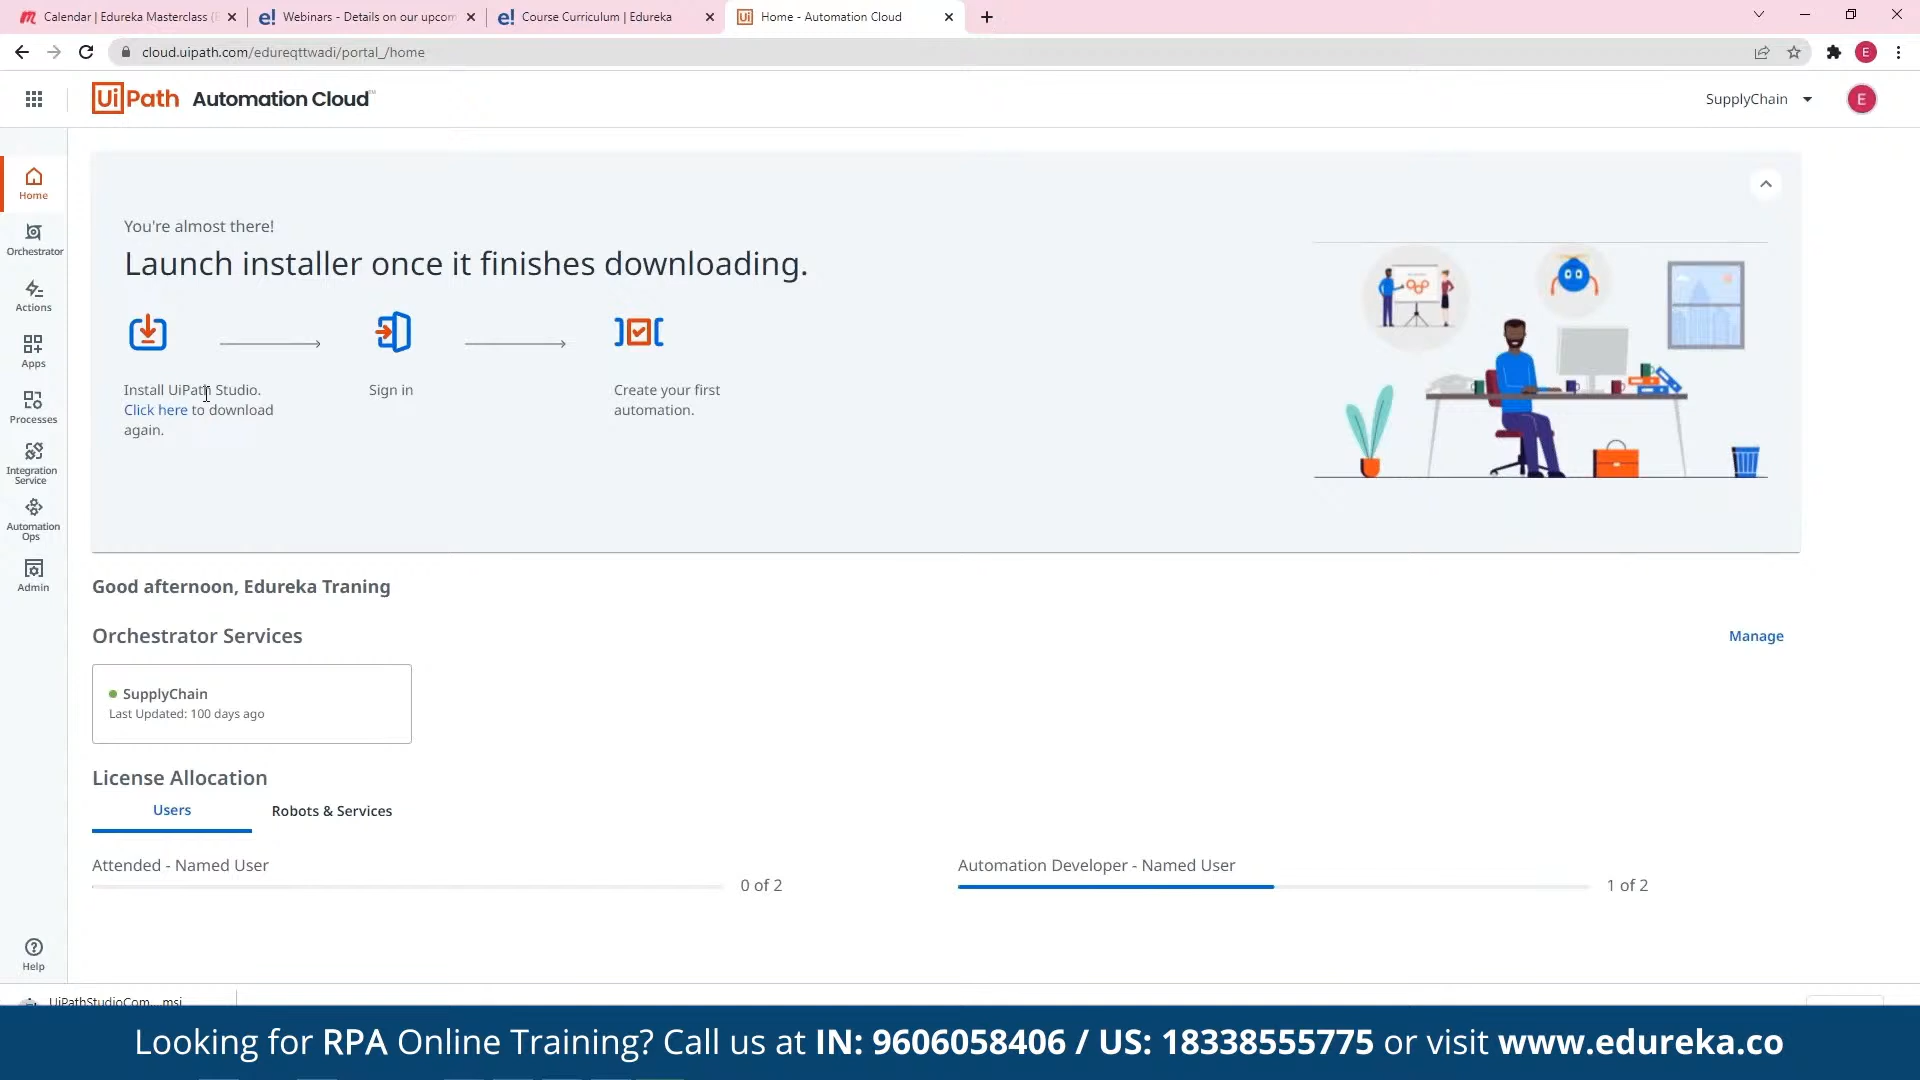 Calendar | Edureka Masterclass (E
Webinars - Details on our upcom
Course Curriculum | Edureka
Home - Automation Cloud
cloud.uipath.com/edureqttwadi/portal_/home
E
UiPath Automation Cloud™
SupplyChain
E
Home
Orchestrator
Actions
Apps
Processes
Integration
Service
Automation
Ops
Admin
Help
You're almost there!
Launch installer once it finishes downloading.
Install UiPath Studio.
Click here to download
again.
Sign in
Create your first
automation.
Good afternoon, Edureka Traning
Orchestrator Services
Manage
SupplyChain
Last Updated: 100 days ago
License Allocation
Users
Robots & Services
Attended - Named User
0 of 2
Automation Developer - Named User
1 of 2
UiPathStudioCom....msi
Looking for RPA Online Training? Call us at IN: 9606058406 / US: 18338555775 or visit www.edureka.co